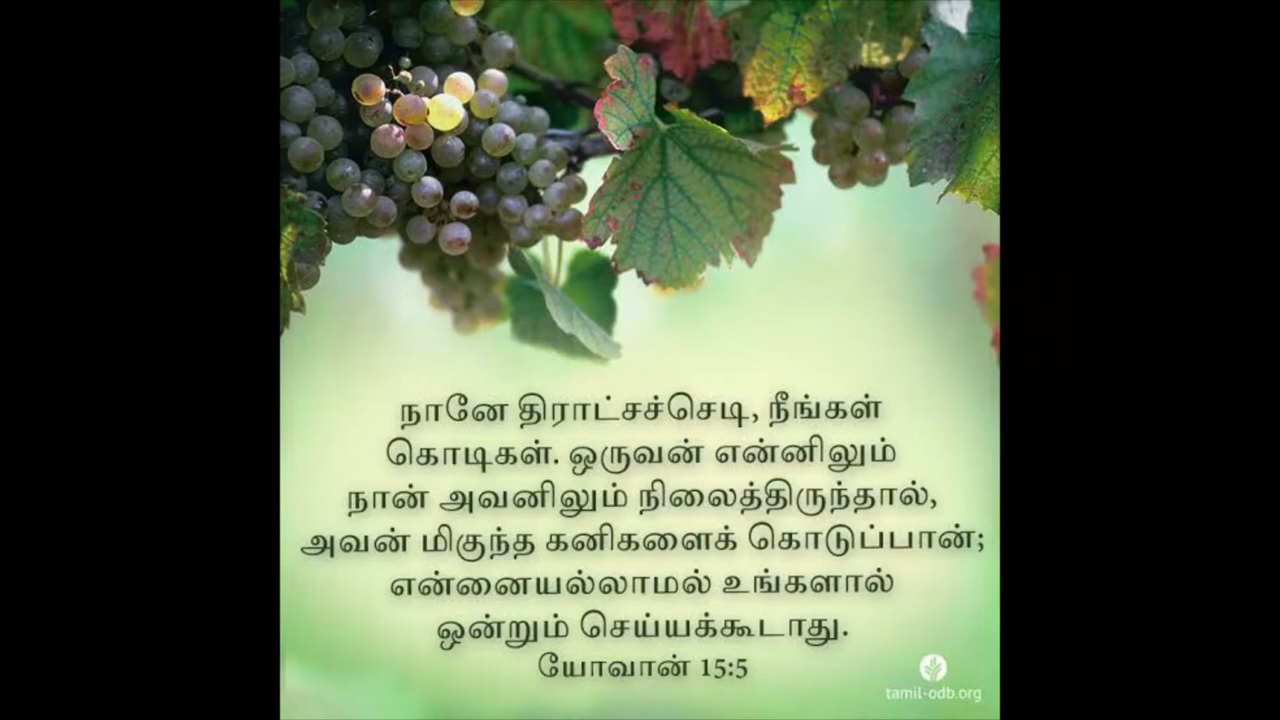 நானே திராட்சச்செடி, நீங்கள்
கொடிகள். ஒருவன் என்னிலும்
நான் அவனிலும் நிலைத்திருந்தால்,
அவன் மிகுந்த கனிகளைக் கொடுப்பான்;
என்னையல்லாமல் உங்களால்
ஒன்றும் செய்யக்கூடாது.
யோவான் 15:5
tamil-odb.org